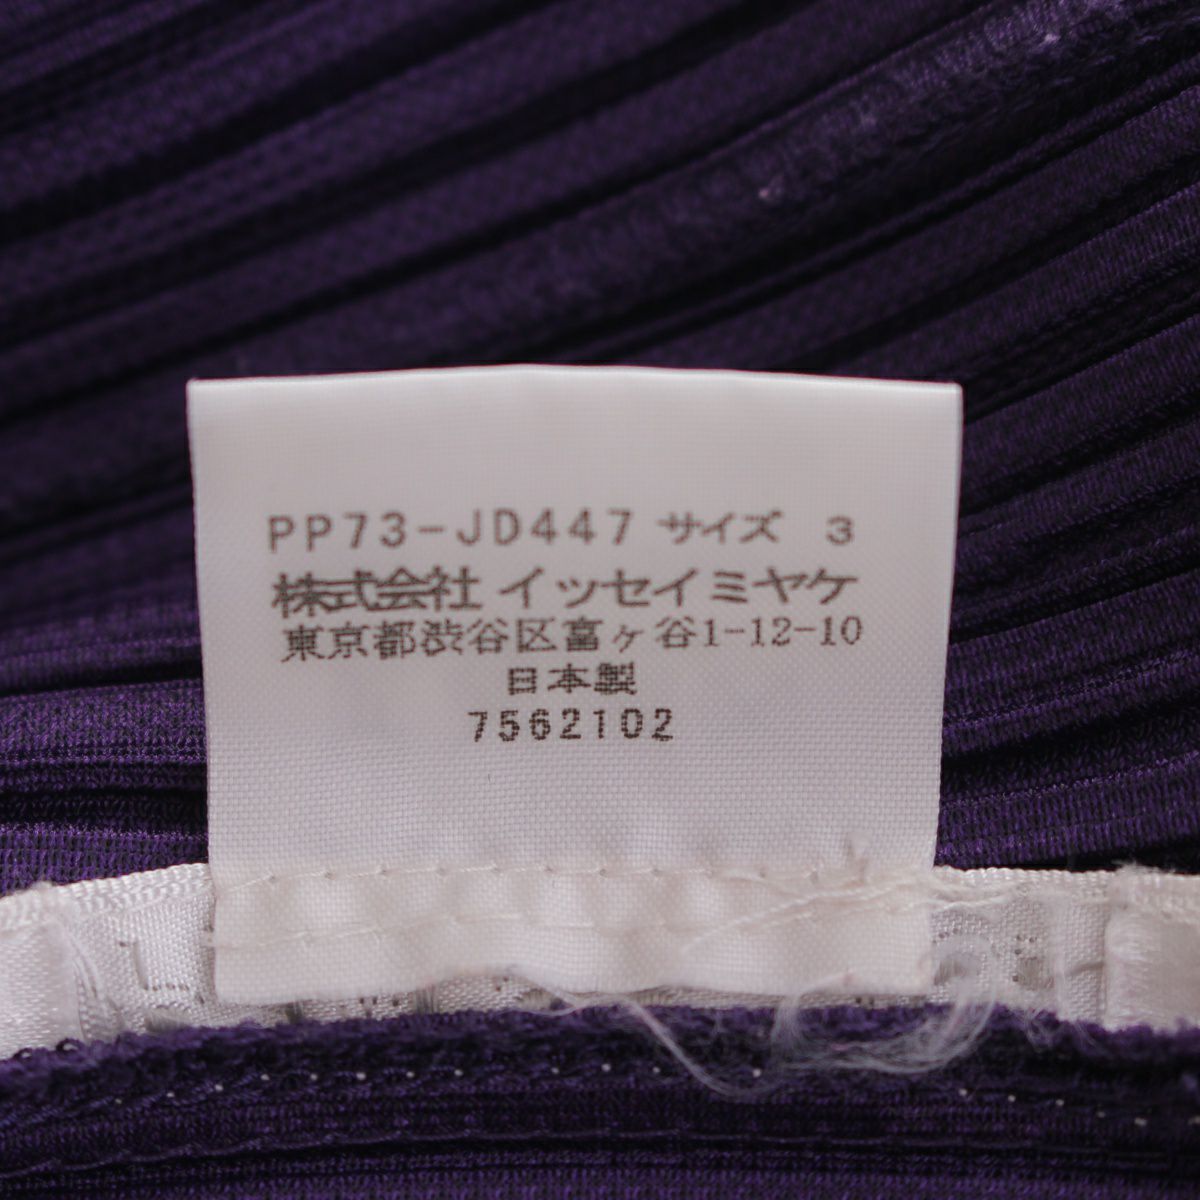 PP73-JD447 サイズ 3
株式会社 イッセイミヤケ
東京都渋谷区富ヶ谷1-12-10
日本製
7562102